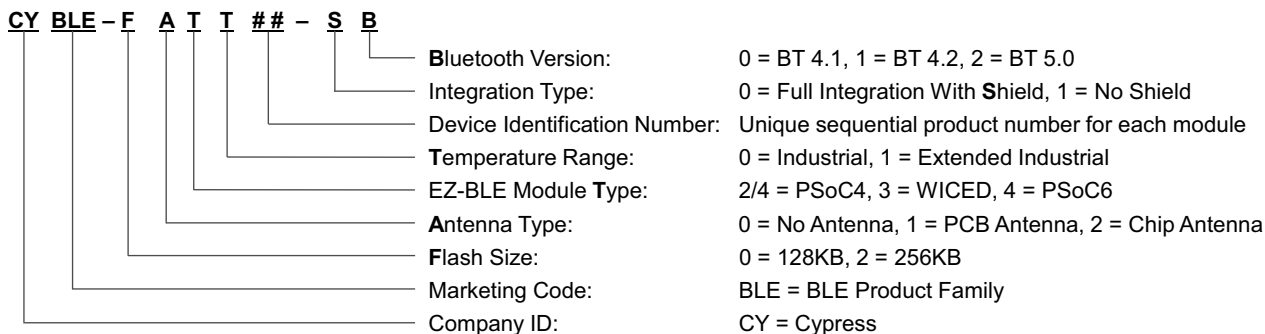 CY BLE – F A T T ## – S B
Bluetooth Version: 0 = BT 4.1, 1 = BT 4.2, 2 = BT 5.0
Integration Type: 0 = Full Integration With Shield, 1 = No Shield
Device Identification Number: Unique sequential product number for each module
Temperature Range: 0 = Industrial, 1 = Extended Industrial
EZ-BLE Module Type: 2/4 = PSoC4, 3 = WICED, 4 = PSoC6
Antenna Type: 0 = No Antenna, 1 = PCB Antenna, 2 = Chip Antenna
Flash Size: 0 = 128KB, 2 = 256KB
Marketing Code: BLE = BLE Product Family
Company ID: CY = Cypress